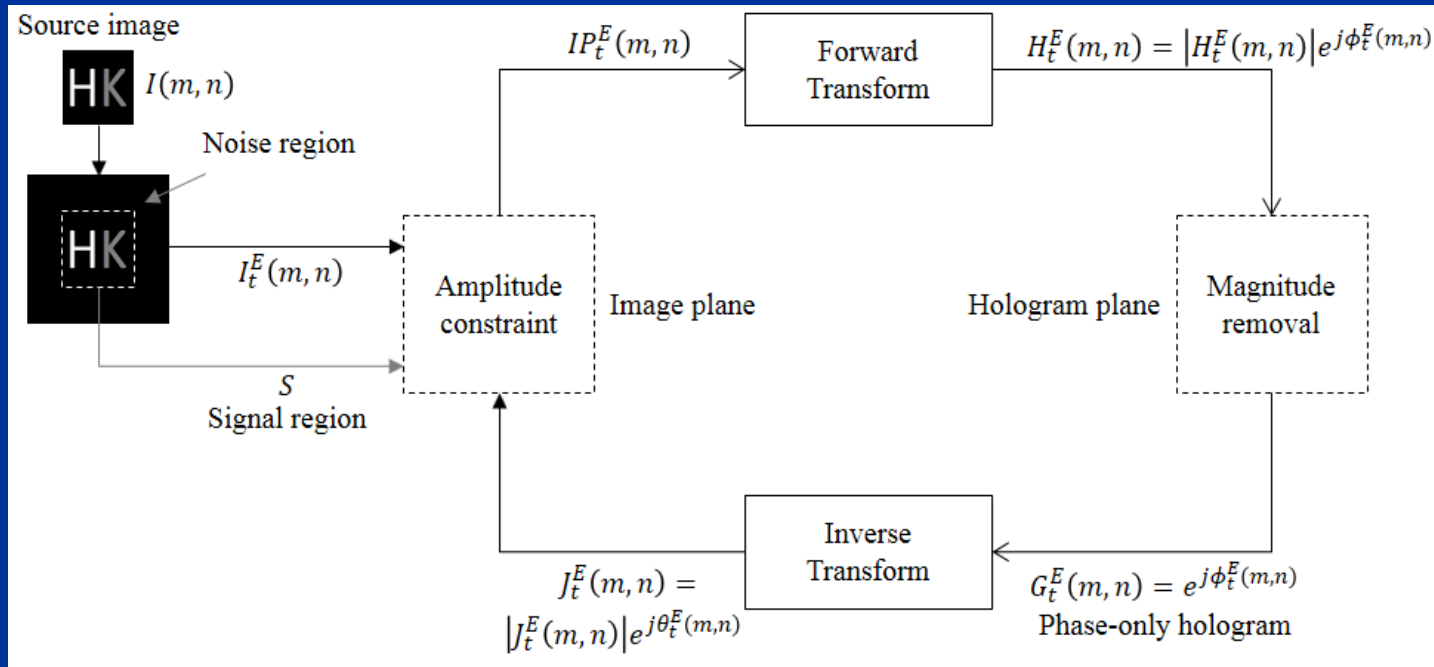 Source image
HK
I(m, n)
Noise region
HK
I_t^E(m, n)
S
Signal region
Amplitude
constraint
Image plane
IP_t^E(m, n)
Forward
Transform
H_t^E(m, n) = |H_t^E(m, n)|e^{jϕ_t^E(m,n)}
Hologram plane
Magnitude
removal
G_t^E(m, n) = e^{jϕ_t^E(m,n)}
Phase-only hologram
Inverse
Transform
J_t^E(m, n) =
|J_t^E(m, n)|e^{jθ_t^E(m,n)}